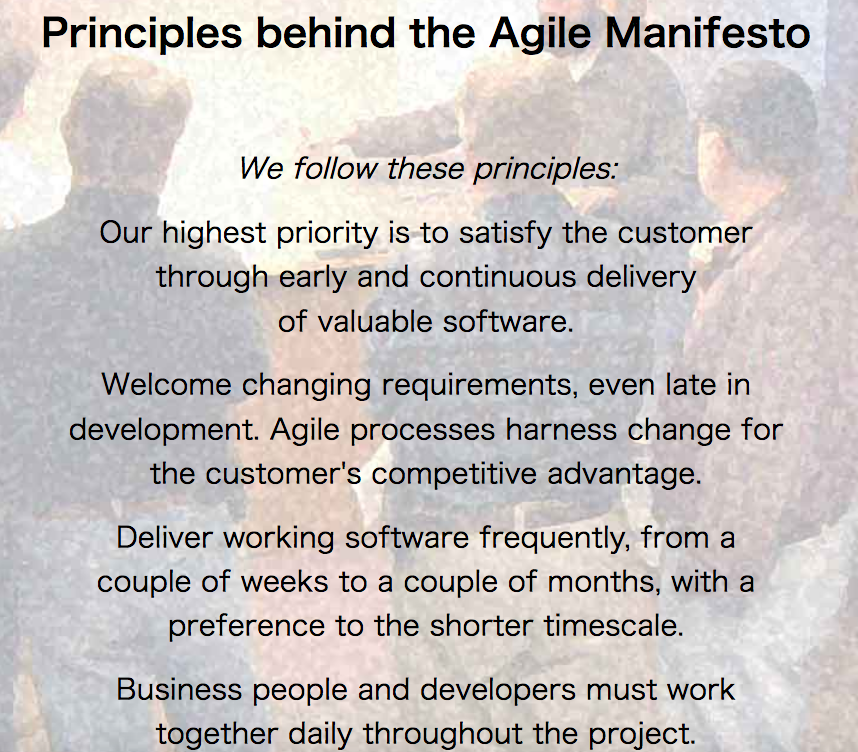 Principles behind the Agile Manifesto
We follow these principles:
Our highest priority is to satisfy the customer
through early and continuous delivery
of valuable software.
Welcome changing requirements, even late in
development. Agile processes harness change for
the customer's competitive advantage.
Deliver working software frequently, from a
couple of weeks to a couple of months, with a
preference to the shorter timescale.
Business people and developers must work
together daily throughout the project.